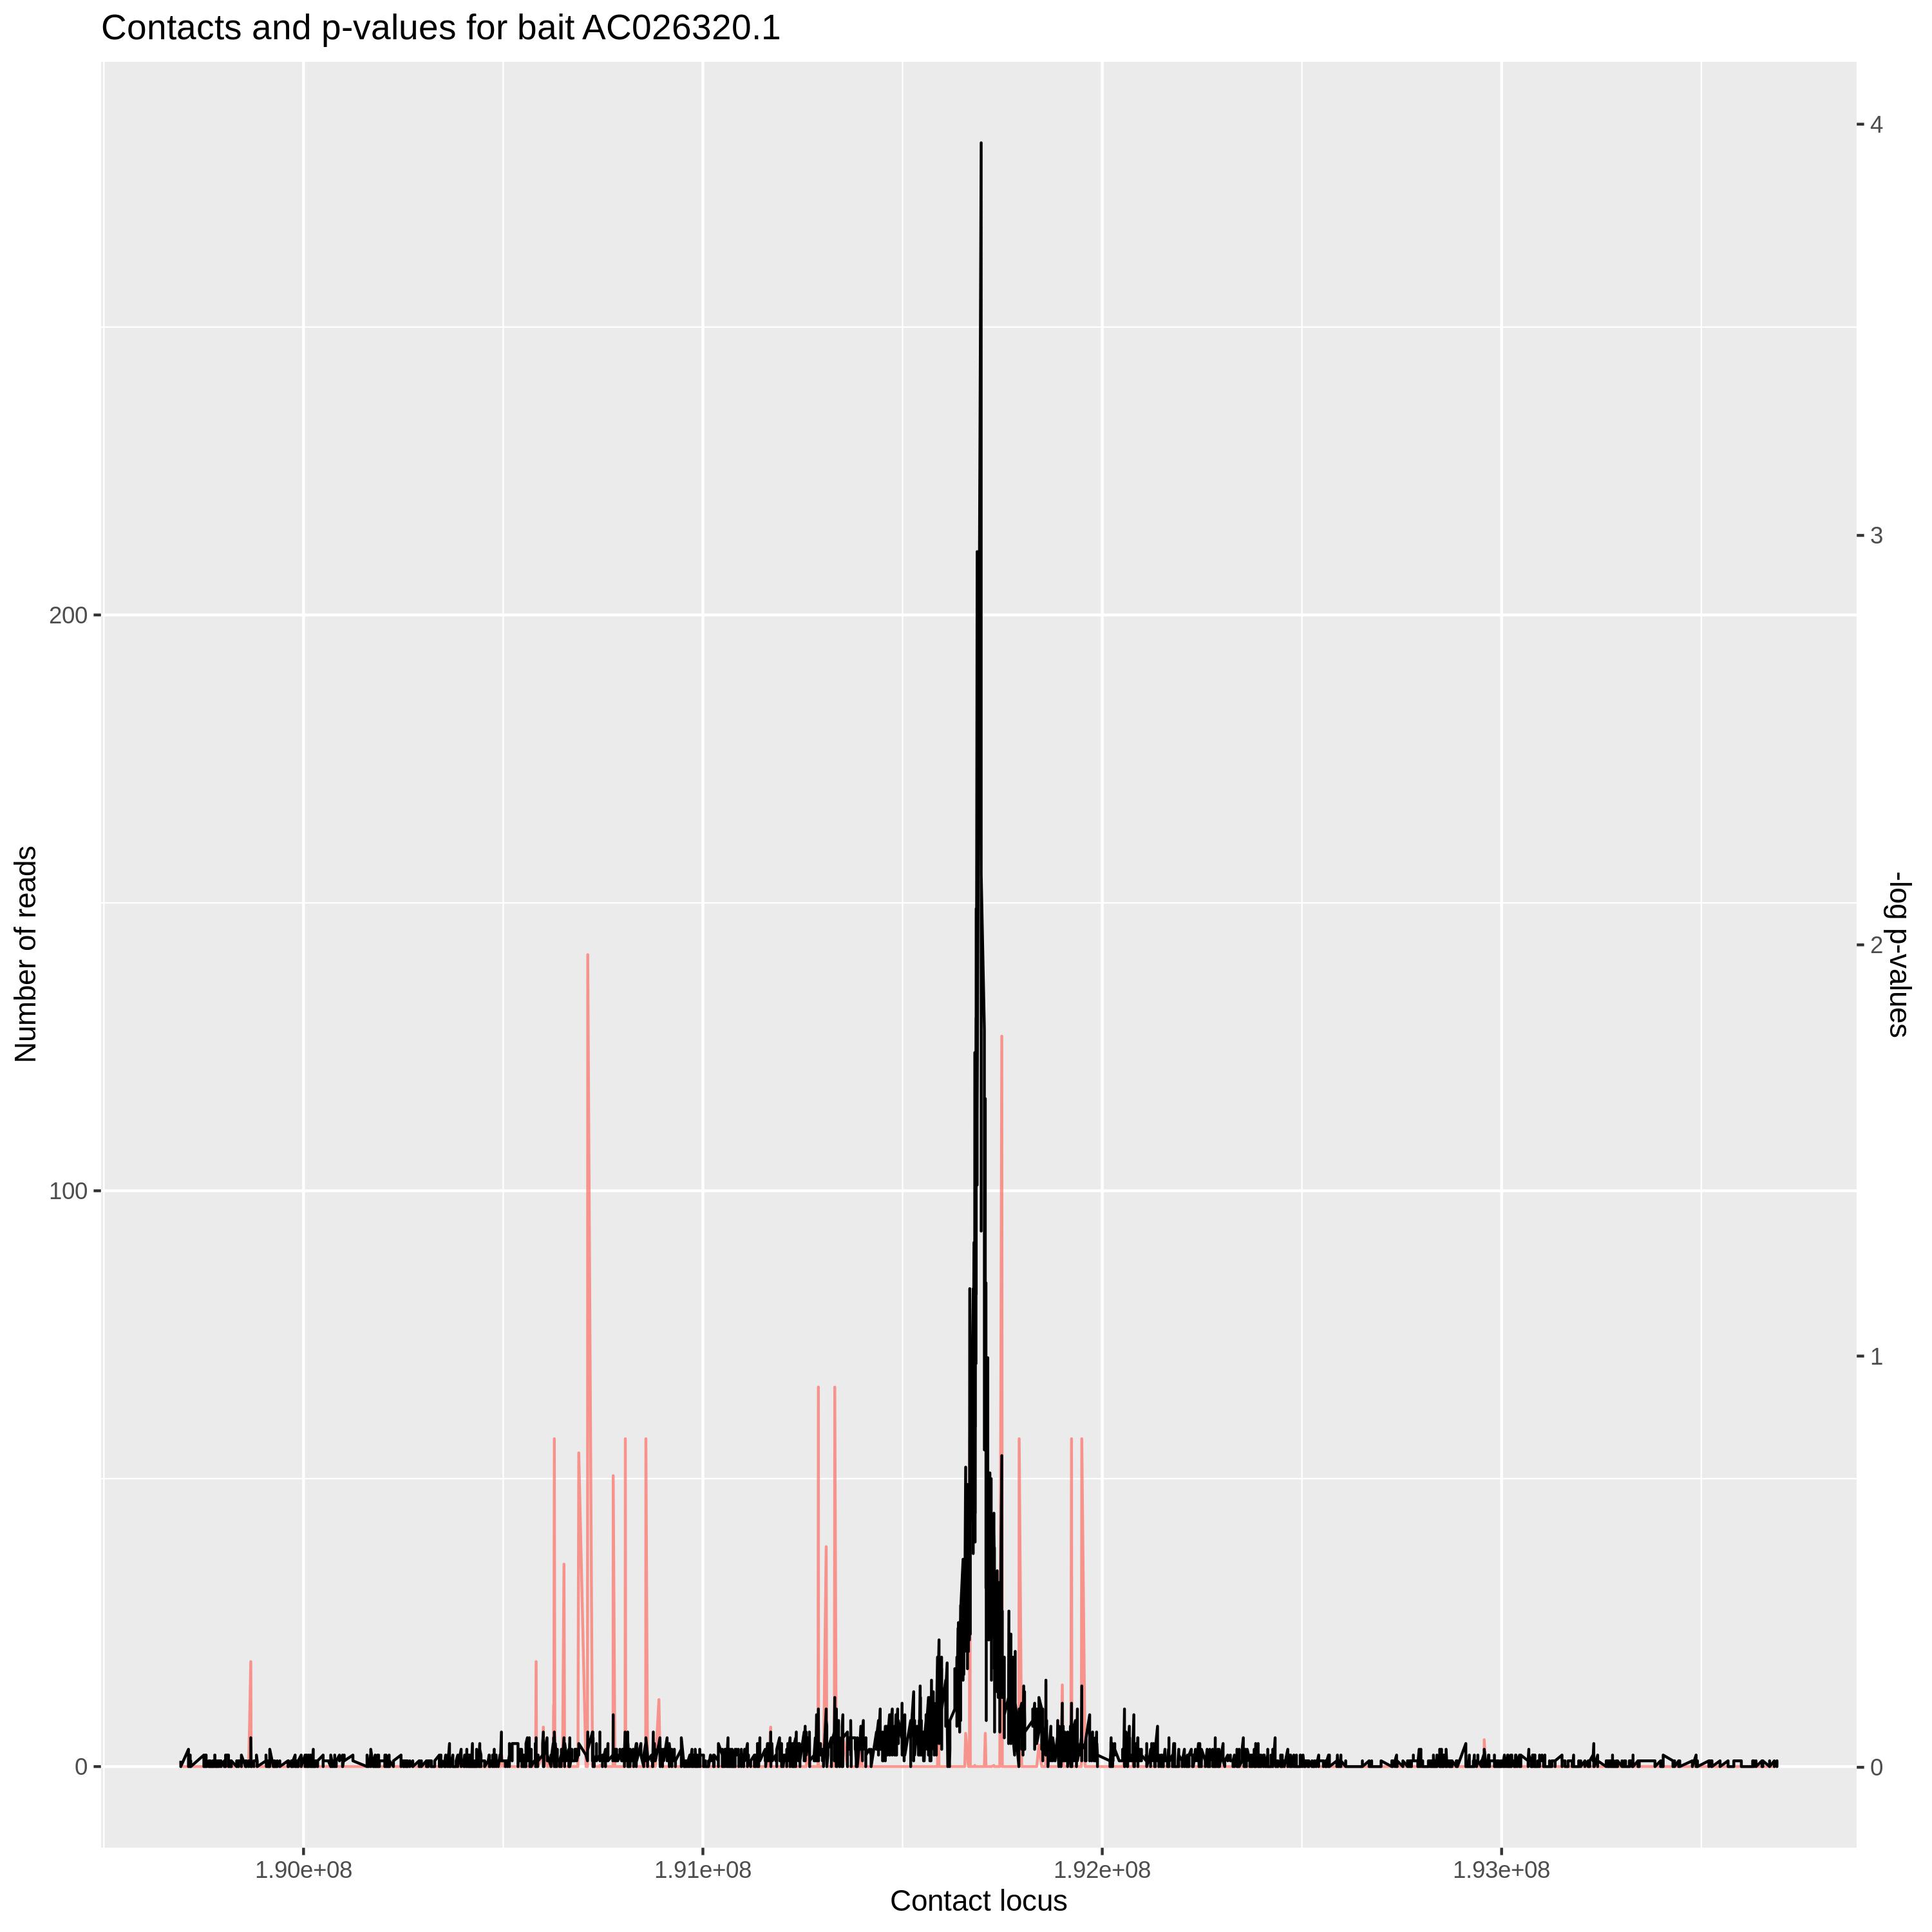 Contacts and p-values for bait AC026320.1
Number of reads
200
100
0
4
3
2
1
0
-log p-values
1.90e+08 1.91e+08 1.92e+08 1.93e+08
Contact locus